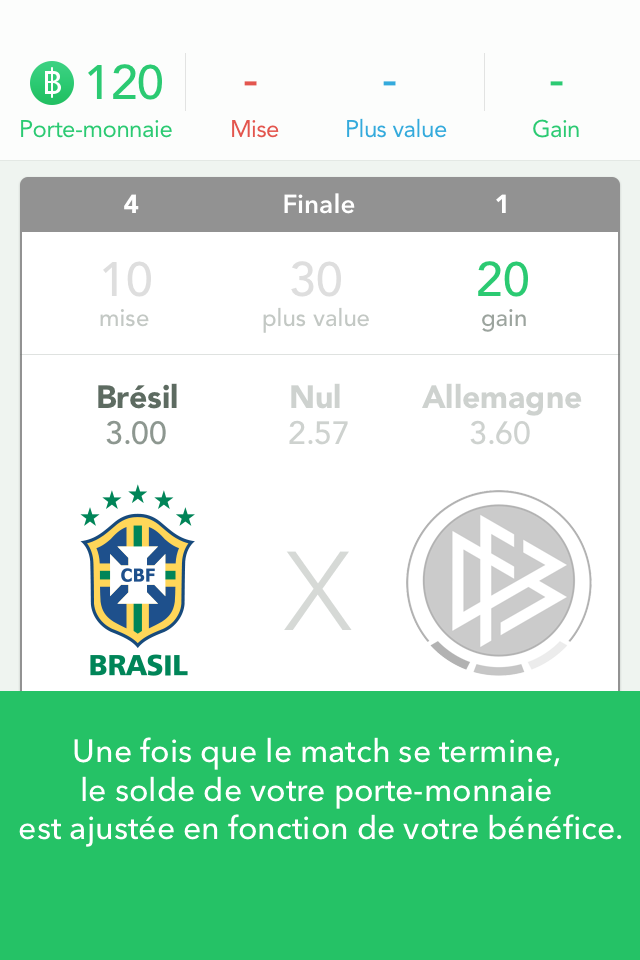 ฿ 120 - - -
Porte-monnaie Mise Plus value Gain
4 Finale 1
10 30 20
mise plus value gain
Brésil Nul Allemagne
3.00 2.57 3.60
CBF X DFB
BRASIL
Une fois que le match se termine,
le solde de votre porte-monnaie
est ajustée en fonction de votre bénéfice.